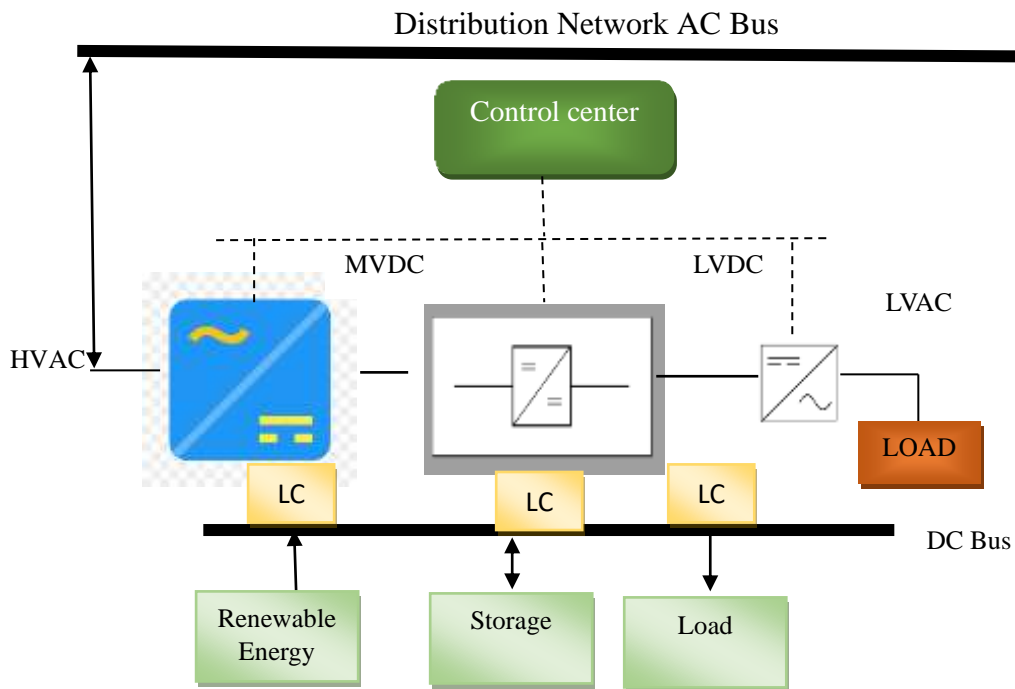 Distribution Network AC Bus
Control center
MVDC
LVDC
LVAC
HVAC
LOAD
LC
LC
LC
DC Bus
Renewable
Energy
Storage
Load